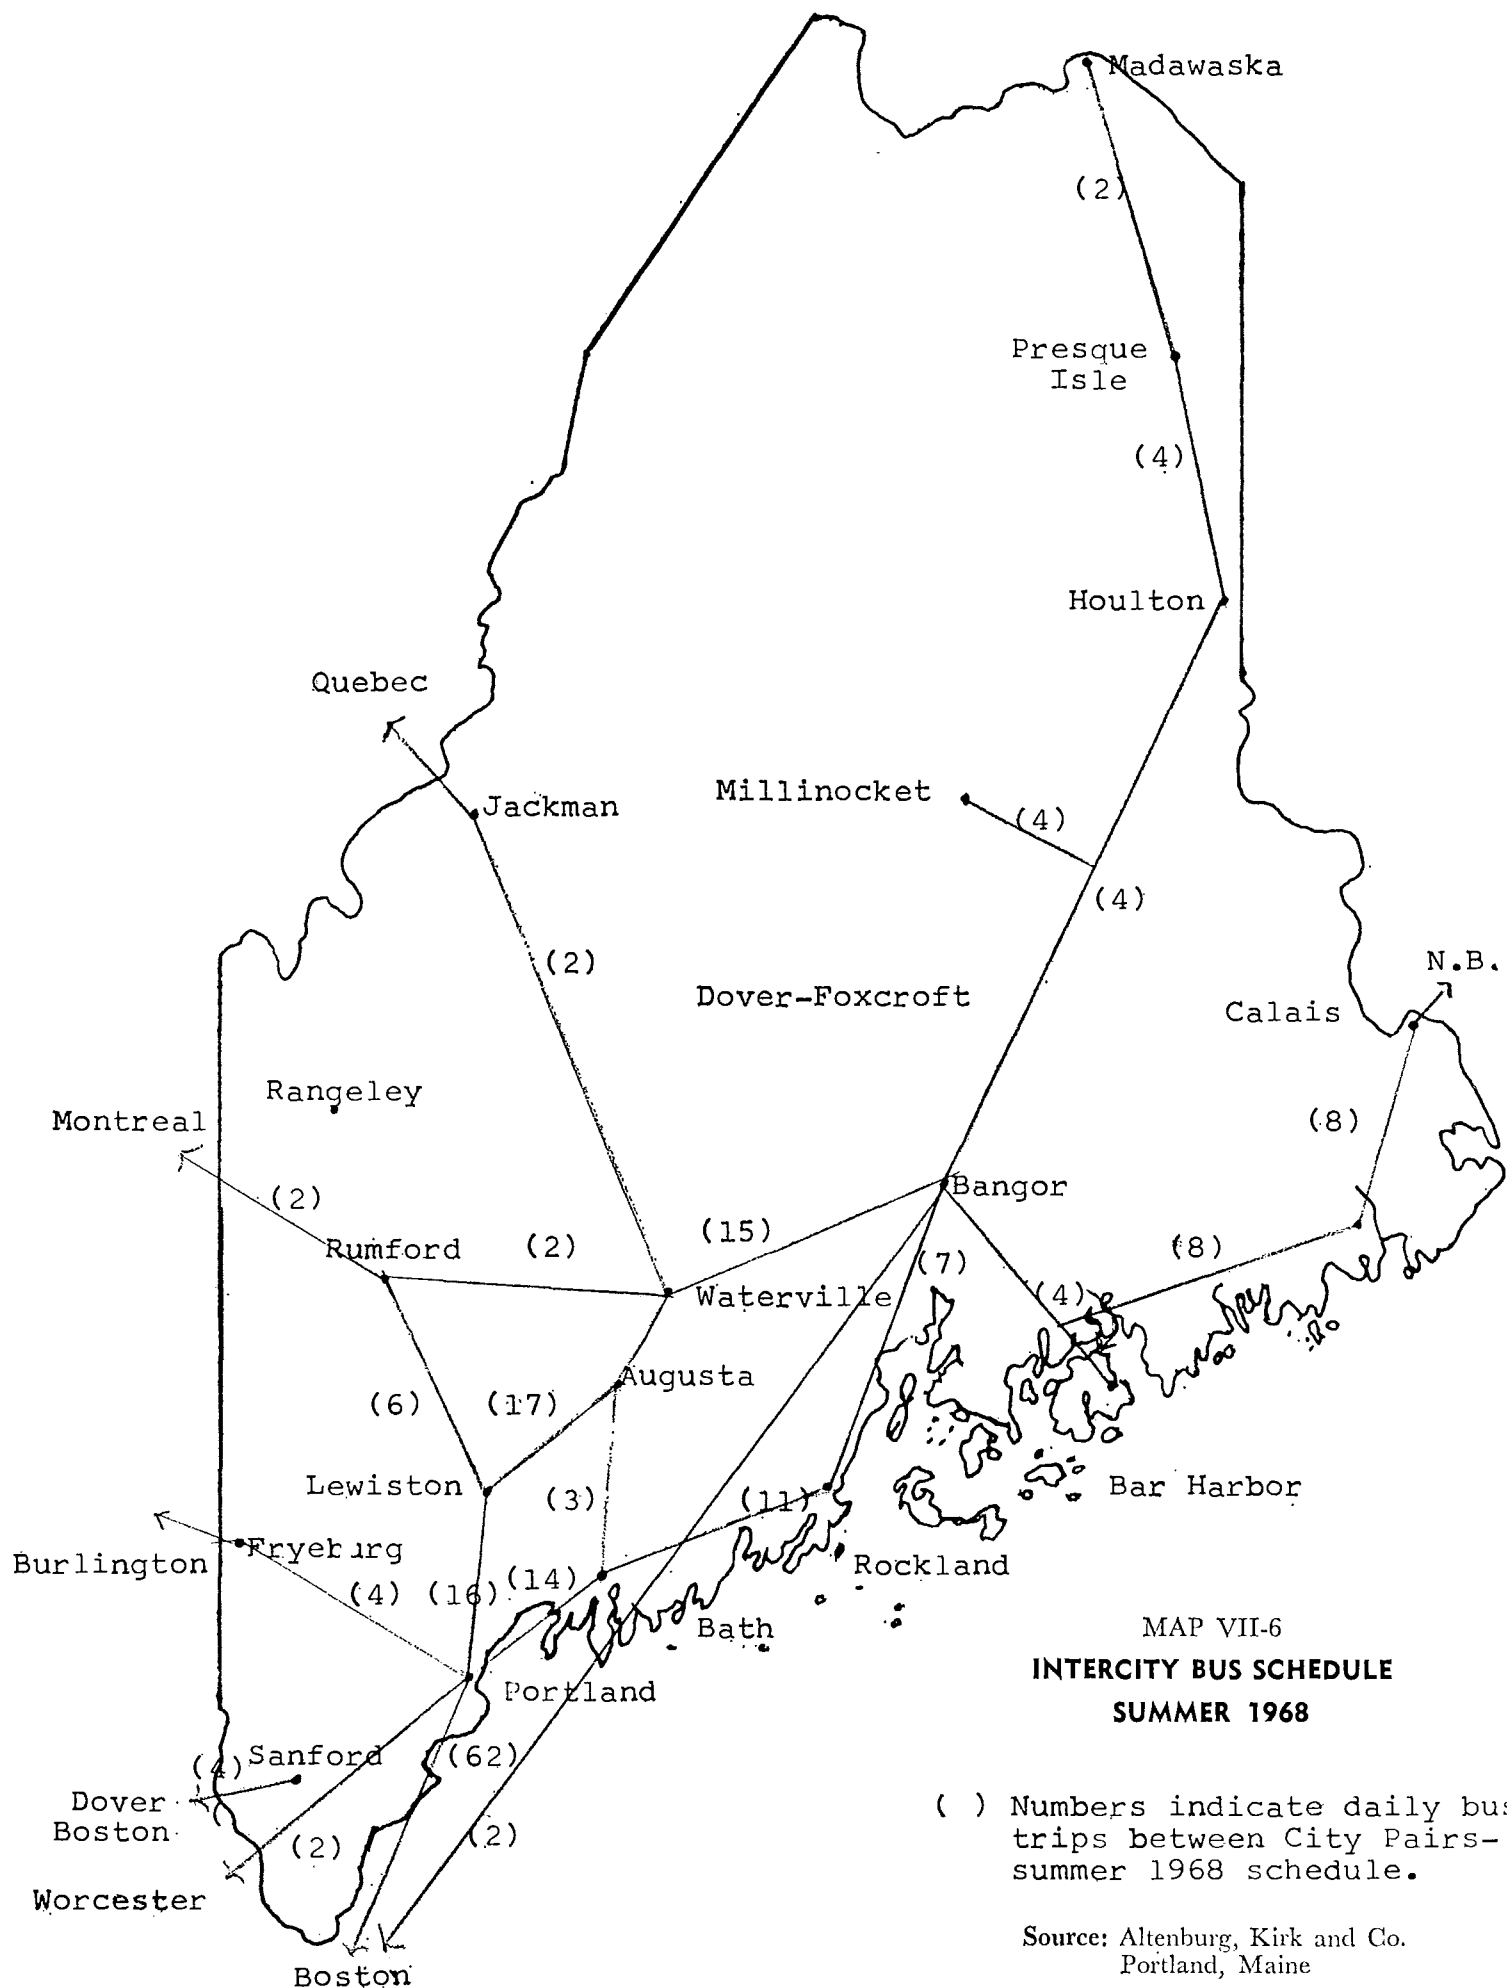 Madawaska
(2)
Presque
Isle
(4)
Houlton
Quebec
Millinocket
Jackman
(4)
(4)
(2)
N.B.
Dover-Foxcroft
Calais
Rangeley
Montreal
(8)
Bangor
(2)
(15)
Rumford
(2)
(8)
(7)
Waterville
(4)
Augusta
(6)
(17)
Lewiston
(3)
(11)
Bar Harbor
Fryeburg
Burlington
Rockland
(4)
(16)
(14)
Bath
MAP VII-6
INTERCITY BUS SCHEDULE
SUMMER 1968
Portland
Sanford
(62)
(4)
Dover
Boston
( ) Numbers indicate daily bus
trips between City Pairs-
summer 1968 schedule.
(2)
(2)
Worcester
Source: Altenburg, Kirk and Co.
Portland, Maine
Boston